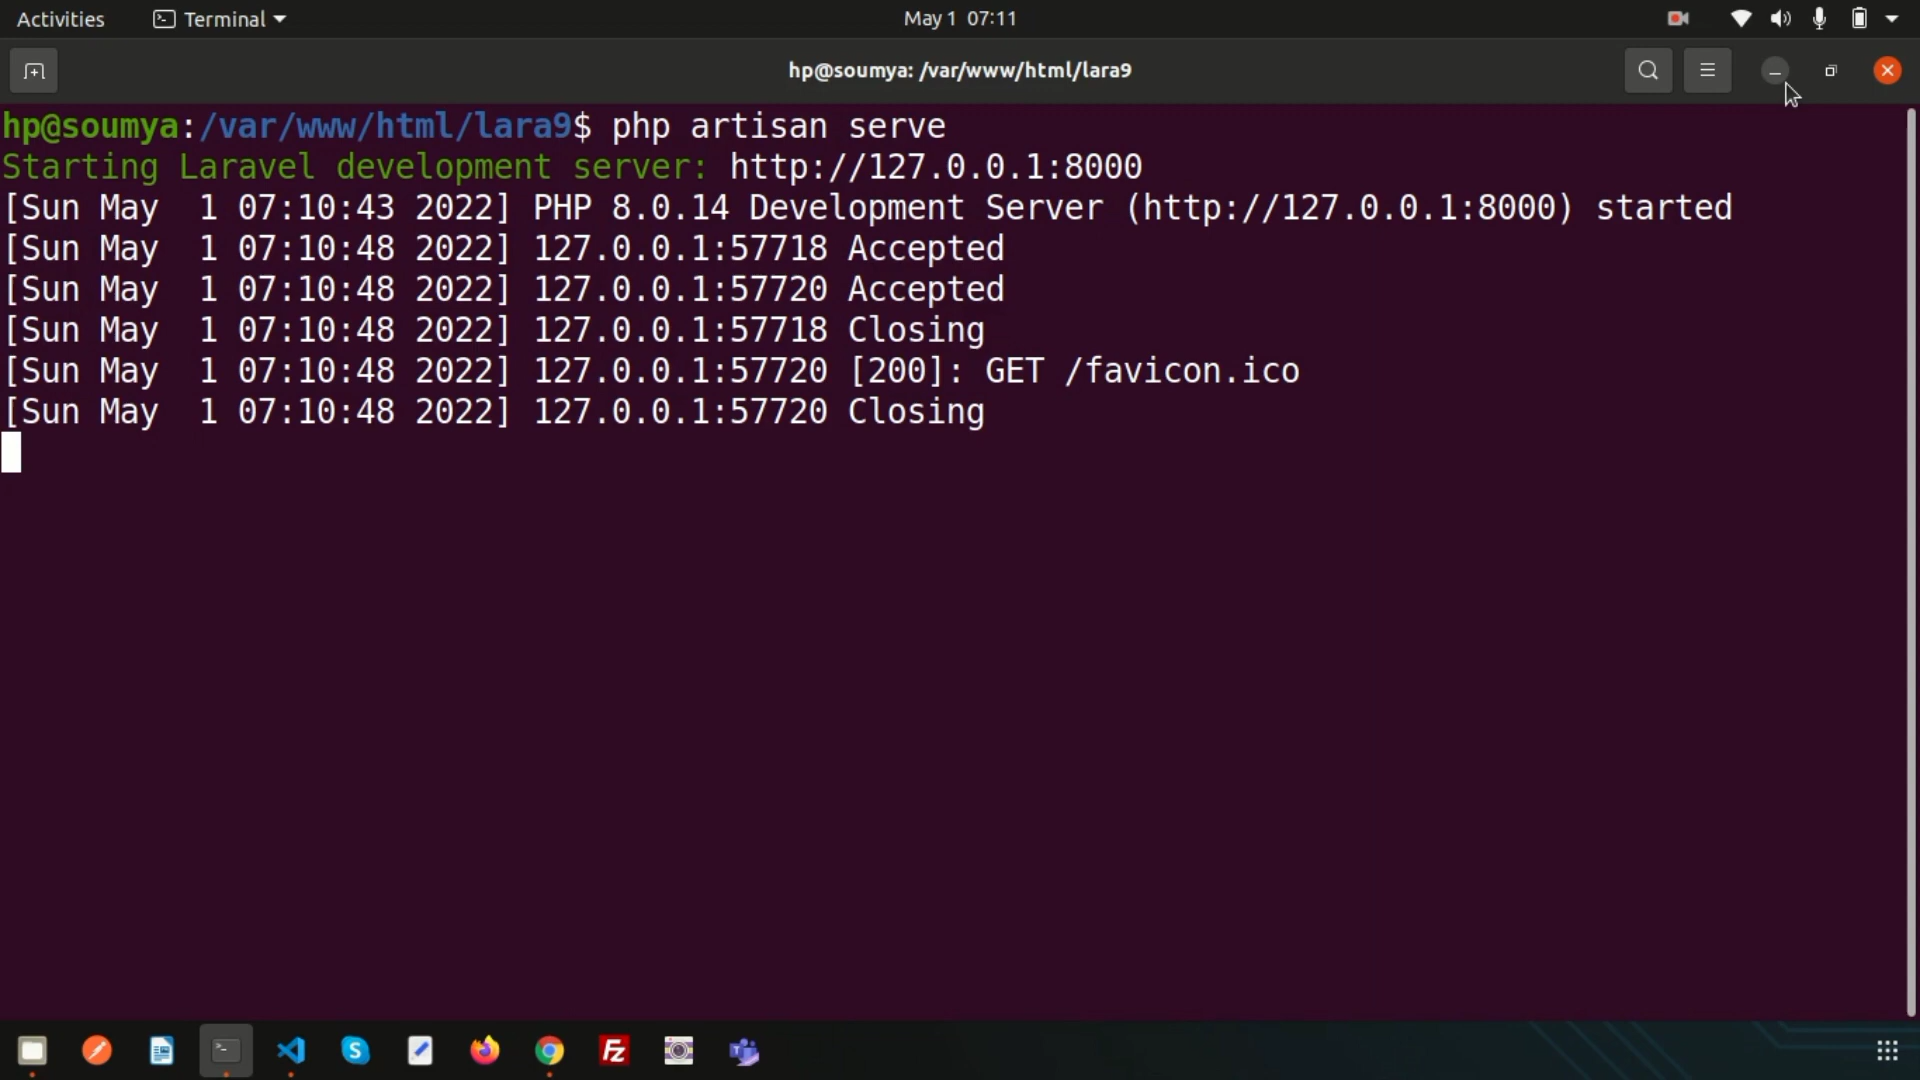 Activities Terminal May 1 07:11
hp@soumya: /var/www/html/lara9
hp@soumya:/var/www/html/lara9$ php artisan serve
Starting Laravel development server: http://127.0.0.1:8000
[Sun May  1 07:10:43 2022] PHP 8.0.14 Development Server (http://127.0.0.1:8000) started
[Sun May  1 07:10:48 2022] 127.0.0.1:57718 Accepted
[Sun May  1 07:10:48 2022] 127.0.0.1:57720 Accepted
[Sun May  1 07:10:48 2022] 127.0.0.1:57718 Closing
[Sun May  1 07:10:48 2022] 127.0.0.1:57720 [200]: GET /favicon.ico
[Sun May  1 07:10:48 2022] 127.0.0.1:57720 Closing